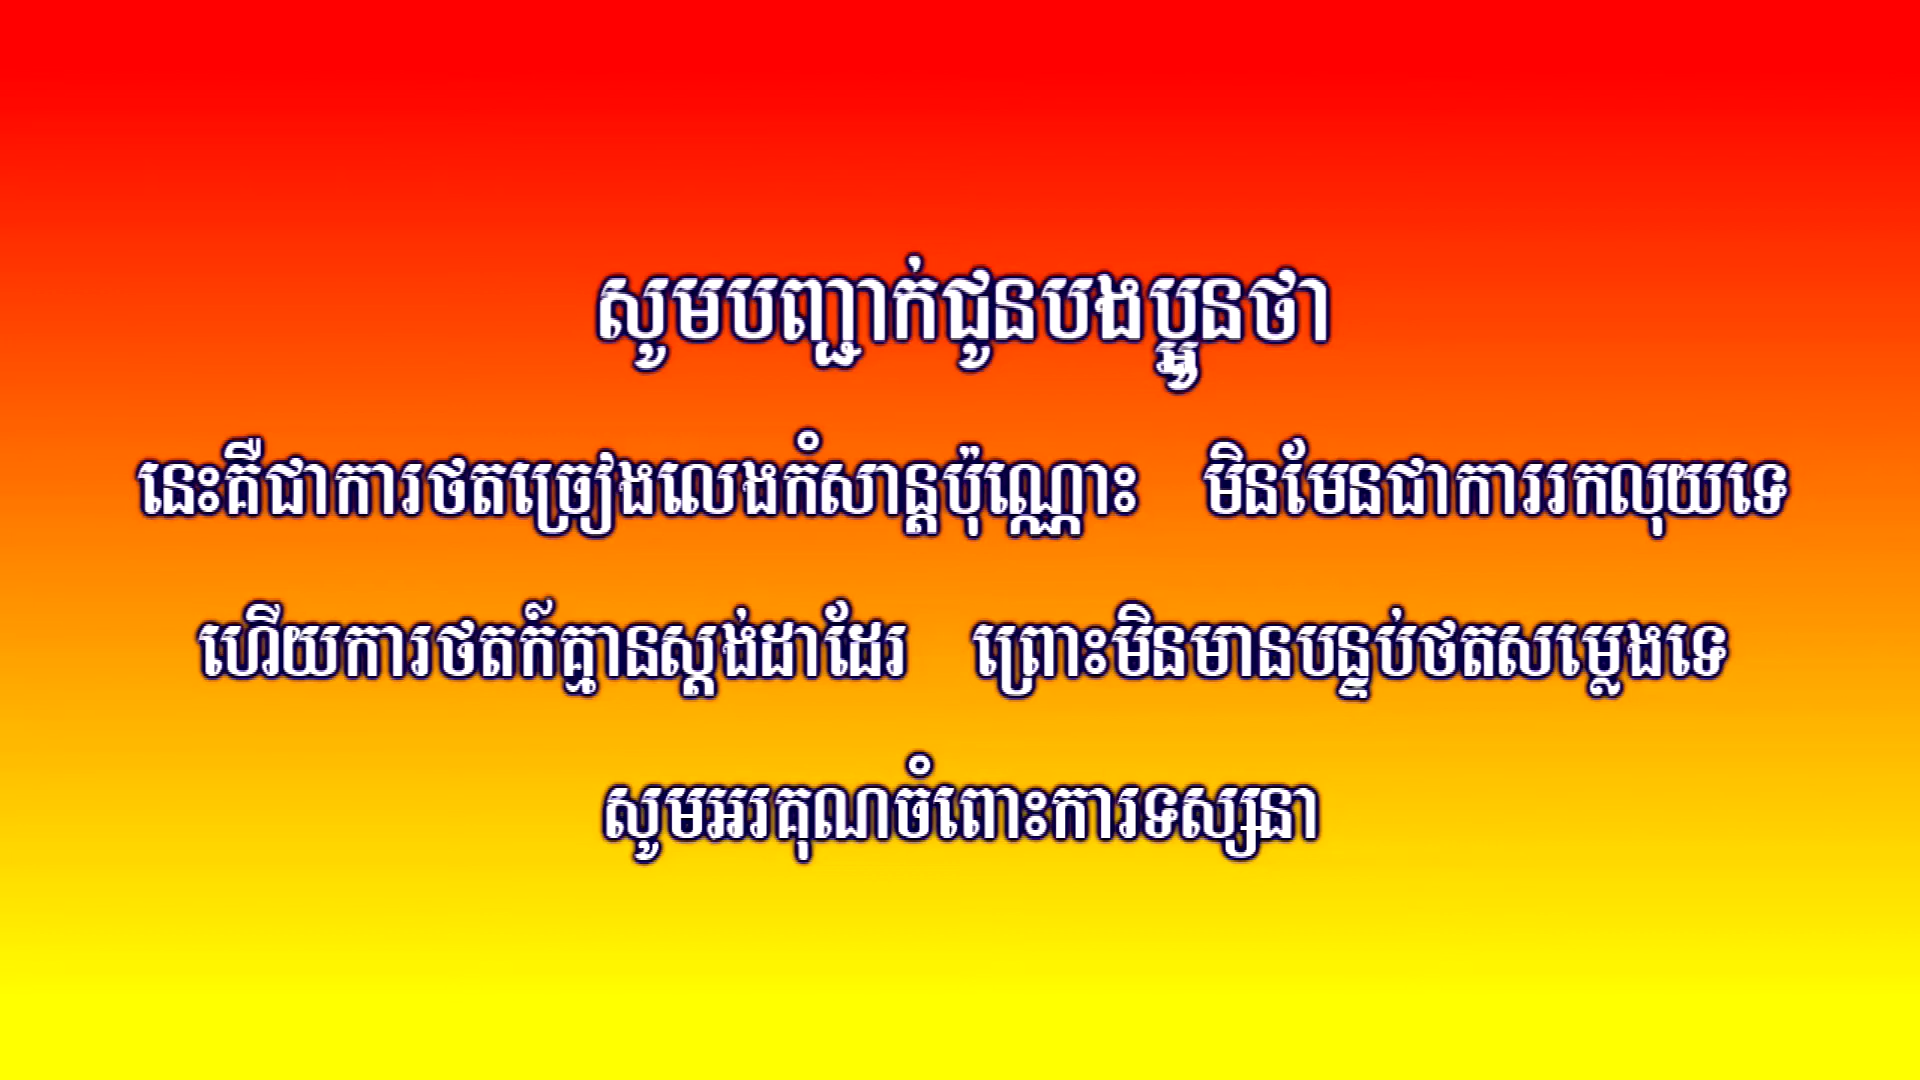 សូមបញ្ជាក់ជូនបងប្អូនថា
នេះគឺជាការថតច្រៀងលេងកំសាន្តប៉ុណ្ណោះ មិនមែនជាការរកលុយទេ
ហើយការថតក៏គ្មានស្តង់ដាដែរ ព្រោះមិនមានបន្ទប់ថតសម្លេងទេ
សូមអរគុណចំពោះការទស្សនា